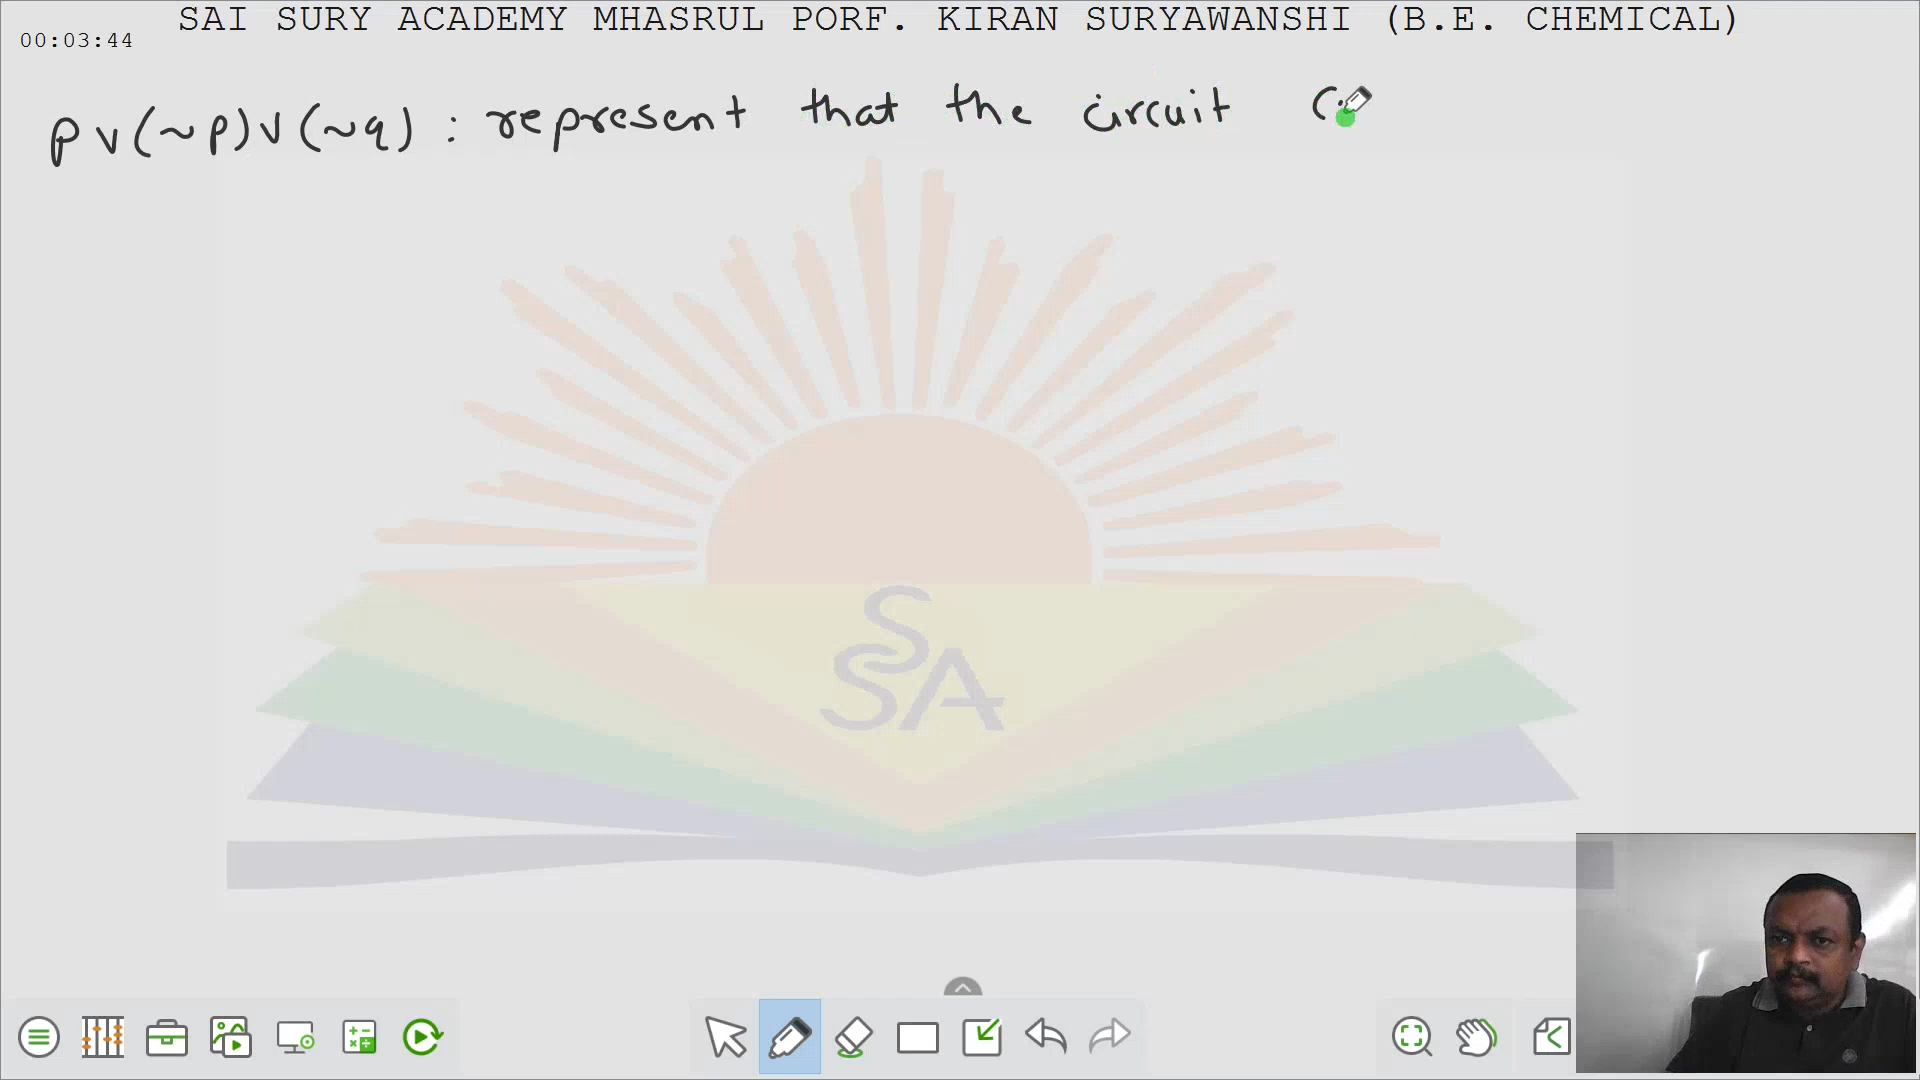 SAI SURY ACADEMY MHASRUL PORF. KIRAN SURYAWANSHI (B.E. CHEMICAL)
00:03:44
p ∨ (~p) ∨ (~q) : represent that the circuit
SSA